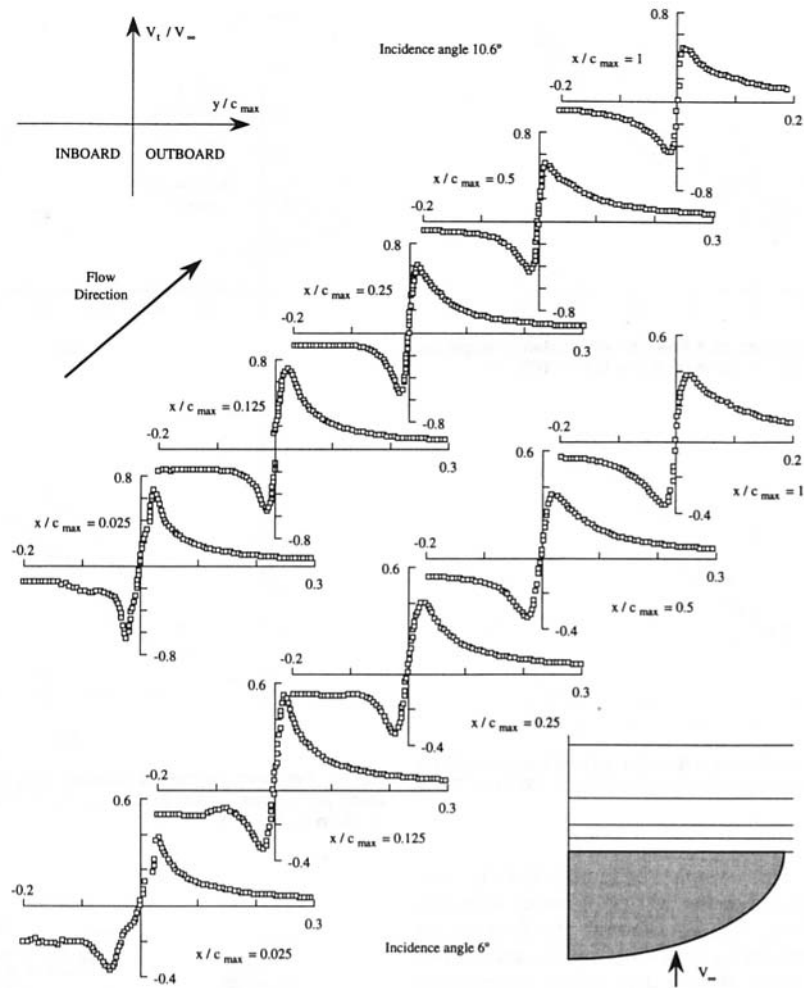 V_t / V_∞
y / c_max
INBOARD
OUTBOARD
Flow
Direction
Incidence angle 10.6°
x / c_max = 1
0.8
-0.2
0.2
-0.8
x / c_max = 0.5
0.8
-0.2
0.3
-0.8
x / c_max = 0.25
0.8
-0.2
0.3
-0.8
x / c_max = 0.125
0.8
-0.2
0.3
-0.8
x / c_max = 0.025
0.8
-0.2
0.3
-0.8
0.6
-0.2
0.2
-0.4
x / c_max = 1
0.6
-0.2
0.3
-0.4
x / c_max = 0.5
0.6
-0.2
0.3
-0.4
x / c_max = 0.25
0.6
-0.2
0.3
-0.4
x / c_max = 0.125
0.6
-0.2
0.3
-0.4
x / c_max = 0.025
Incidence angle 6°
V_∞